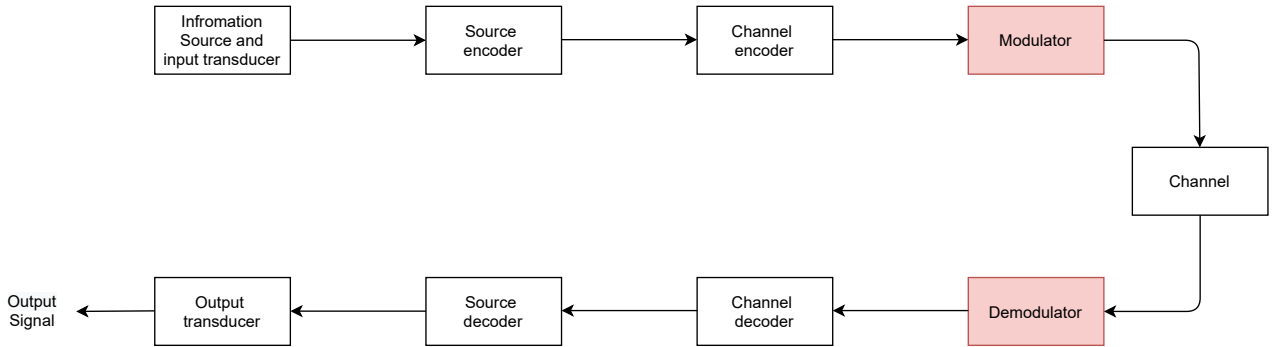 Infromation
Source and
input transducer
Source
encoder
Channel
encoder
Modulator
Channel
Output
Signal
Output
transducer
Source
decoder
Channel
decoder
Demodulator